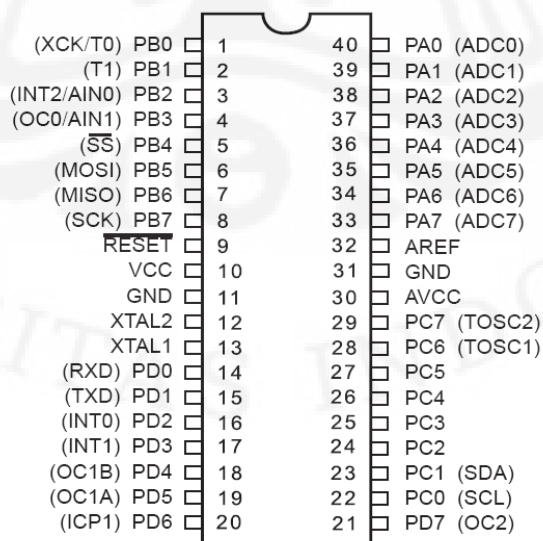 (XCK/T0) PB0 1 40 PA0 (ADC0)
(T1) PB1 2 39 PA1 (ADC1)
(INT2/AIN0) PB2 3 38 PA2 (ADC2)
(OC0/AIN1) PB3 4 37 PA3 (ADC3)
(SS) PB4 5 36 PA4 (ADC4)
(MOSI) PB5 6 35 PA5 (ADC5)
(MISO) PB6 7 34 PA6 (ADC6)
(SCK) PB7 8 33 PA7 (ADC7)
RESET 9 32 AREF
VCC 10 31 GND
GND 11 30 AVCC
XTAL2 12 29 PC7 (TOSC2)
XTAL1 13 28 PC6 (TOSC1)
(RXD) PD0 14 27 PC5
(TXD) PD1 15 26 PC4
(INT0) PD2 16 25 PC3
(INT1) PD3 17 24 PC2
(OC1B) PD4 18 23 PC1 (SDA)
(OC1A) PD5 19 22 PC0 (SCL)
(ICP1) PD6 20 21 PD7 (OC2)